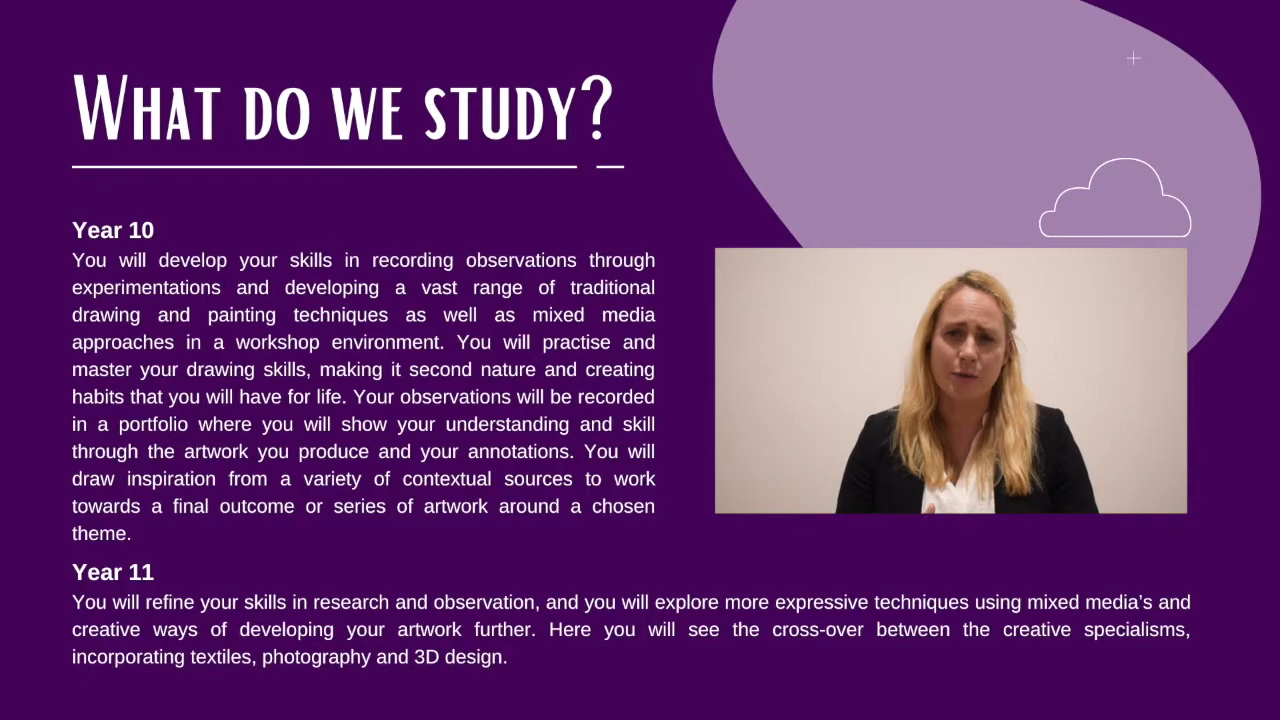 What do we study?
Year 10
You will develop your skills in recording observations through
experimentations and developing a vast range of traditional
drawing and painting techniques as well as mixed media
approaches in a workshop environment. You will practise and
master your drawing skills, making it second nature and creating
habits that you will have for life. Your observations will be recorded
in a portfolio where you will show your understanding and skill
through the artwork you produce and your annotations. You will
draw inspiration from a variety of contextual sources to work
towards a final outcome or series of artwork around a chosen
theme.
Year 11
You will refine your skills in research and observation, and you will explore more expressive techniques using mixed media’s and
creative ways of developing your artwork further. Here you will see the cross-over between the creative specialisms,
incorporating textiles, photography and 3D design.